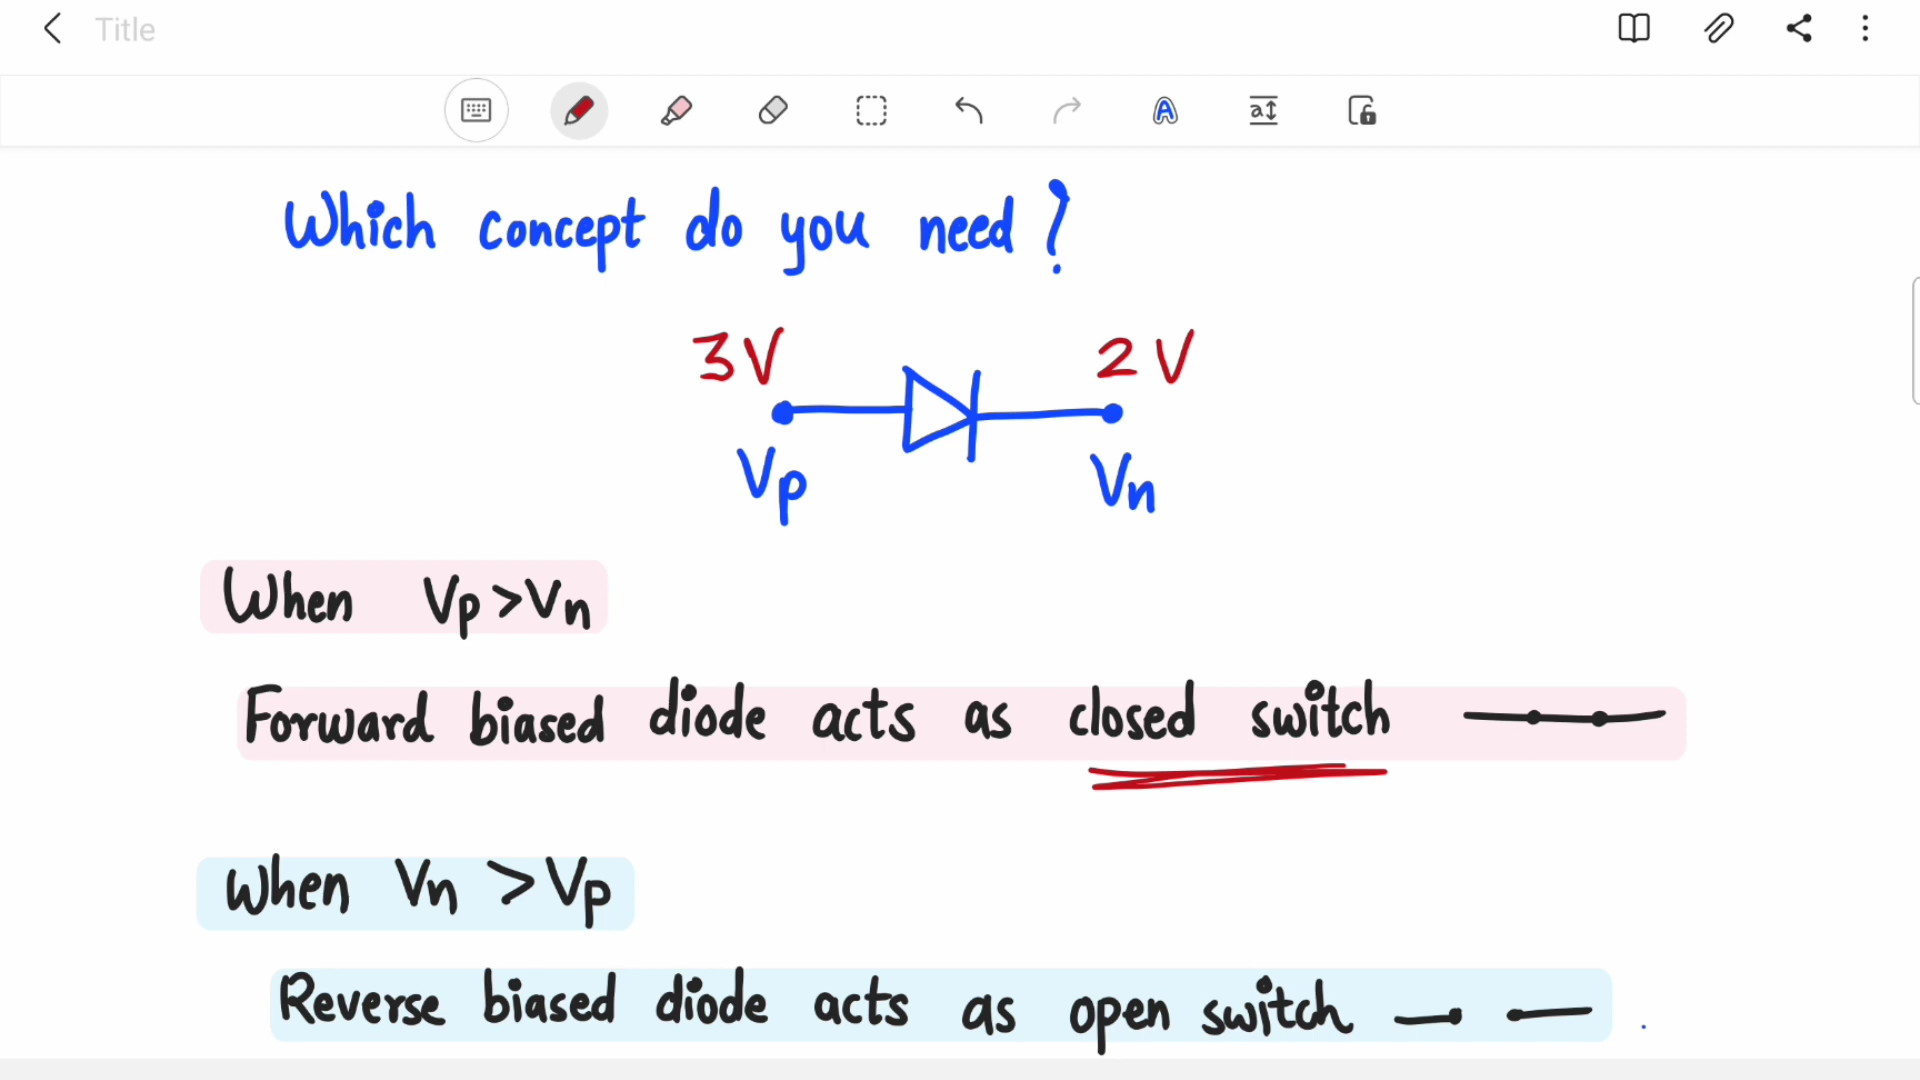 Title
Which concept do you need?
3V 2V
Vp Vn
When Vp>Vn
Forward biased diode acts as closed switch
When Vn >Vp
Reverse biased diode acts as open switch